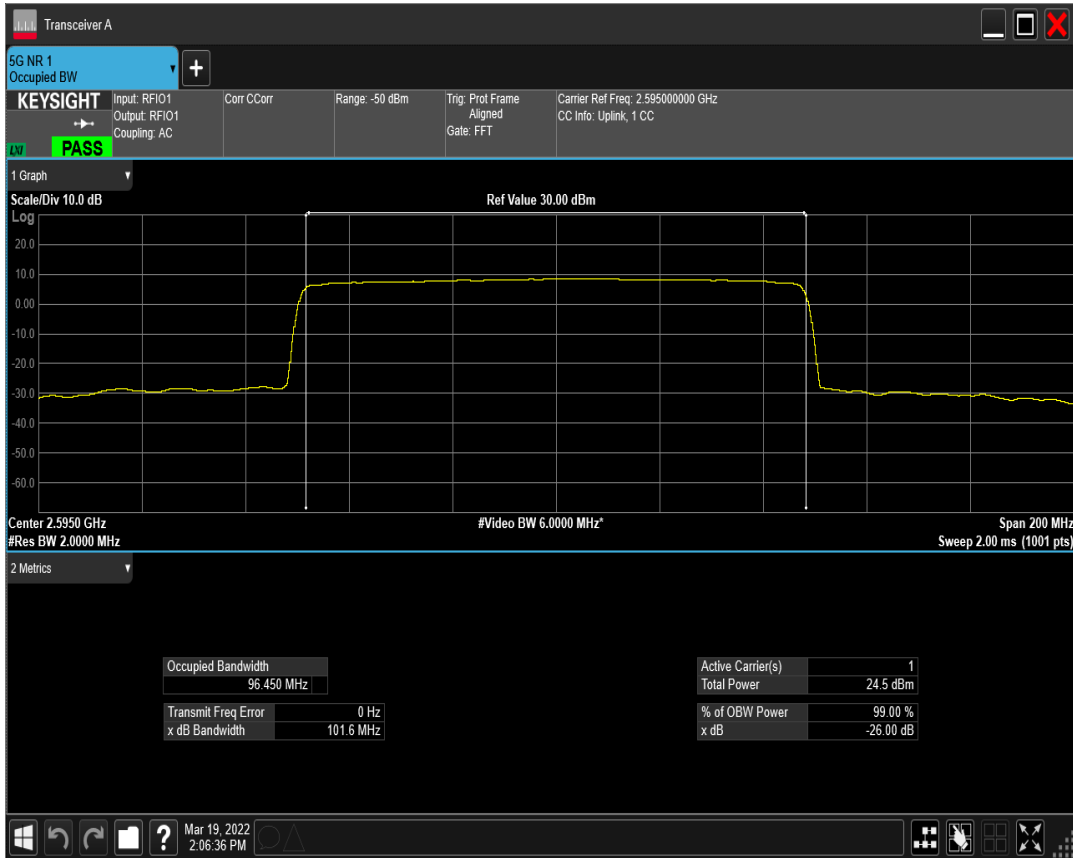 Transceiver A
5G NR 1
Occupied BW
KEYSIGHT
LXI
PASS
Input: RFIO1
Output: RFIO1
Coupling: AC
Corr CCorr
Range: -50 dBm
Trig: Prot Frame
Aligned
Gate: FFT
Carrier Ref Freq: 2.595000000 GHz
CC Info: Uplink, 1 CC
1 Graph
Scale/Div 10.0 dB
Ref Value 30.00 dBm
Log
20.0
10.0
0.00
-10.0
-20.0
-30.0
-40.0
-50.0
-60.0
Center 2.5950 GHz
#Video BW 6.0000 MHz*
Span 200 MHz
#Res BW 2.0000 MHz
Sweep 2.00 ms (1001 pts)
2 Metrics
Occupied Bandwidth
96.450 MHz
Transmit Freq Error 0 Hz
x dB Bandwidth 101.6 MHz
Active Carrier(s) 1
Total Power 24.5 dBm
% of OBW Power 99.00 %
x dB -26.00 dB
?
Mar 19, 2022
2:06:36 PM